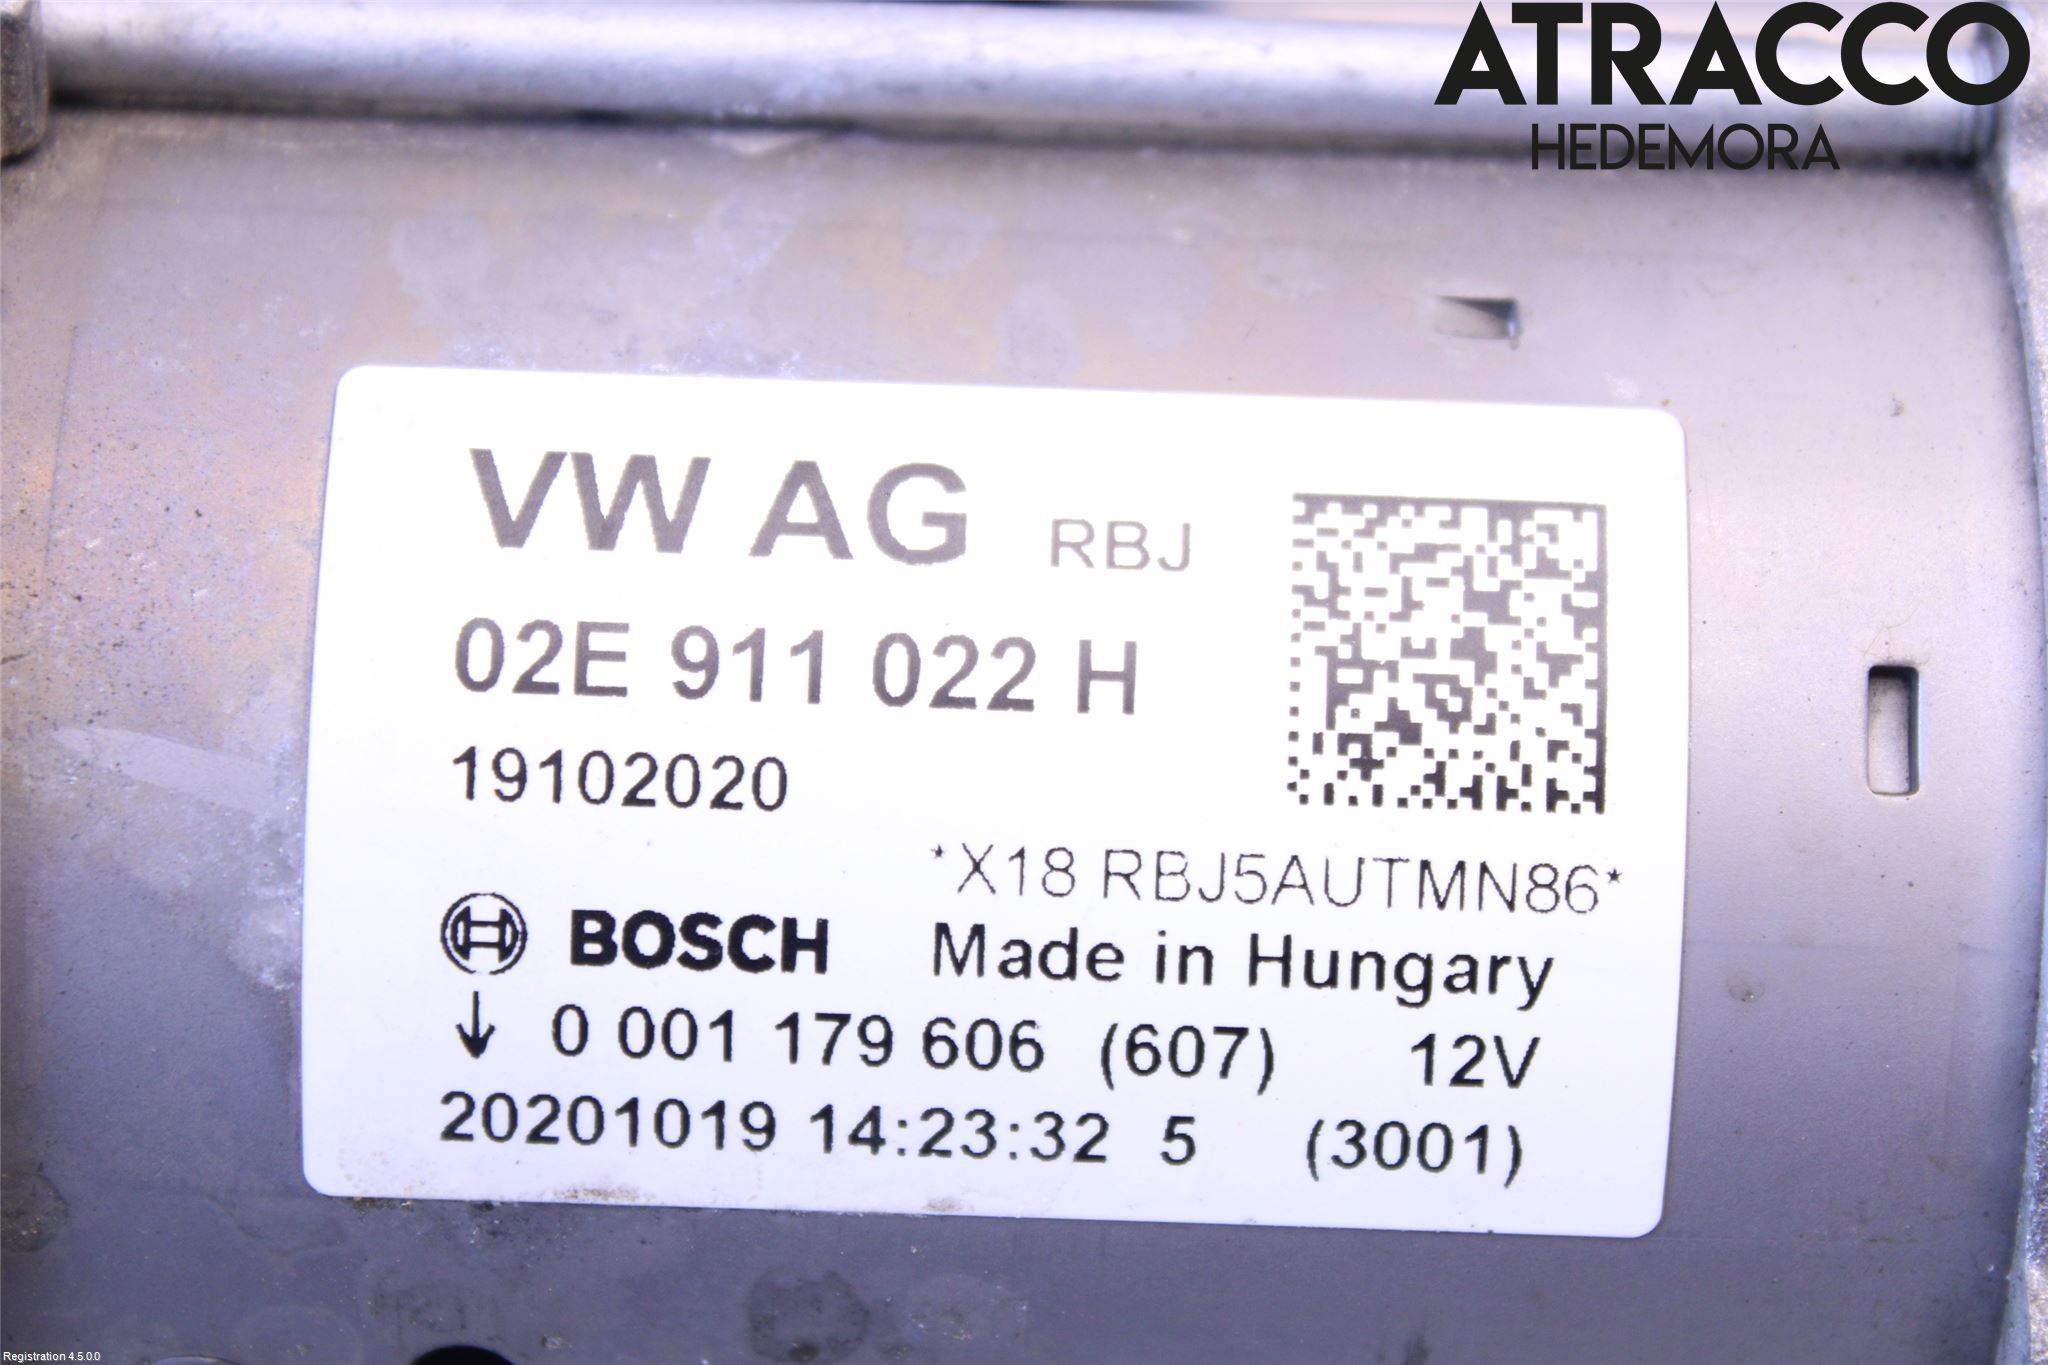 ATRACCO
HEDEMORA
VW AG RBJ
02E 911 022 H
19102020
*X18 RBJ5AUTMN86*
BOSCH Made in Hungary
↓ 0 001 179 606 (607) 12V
20201019 14:23:32 5 (3001)
Registration 4.5.0.0